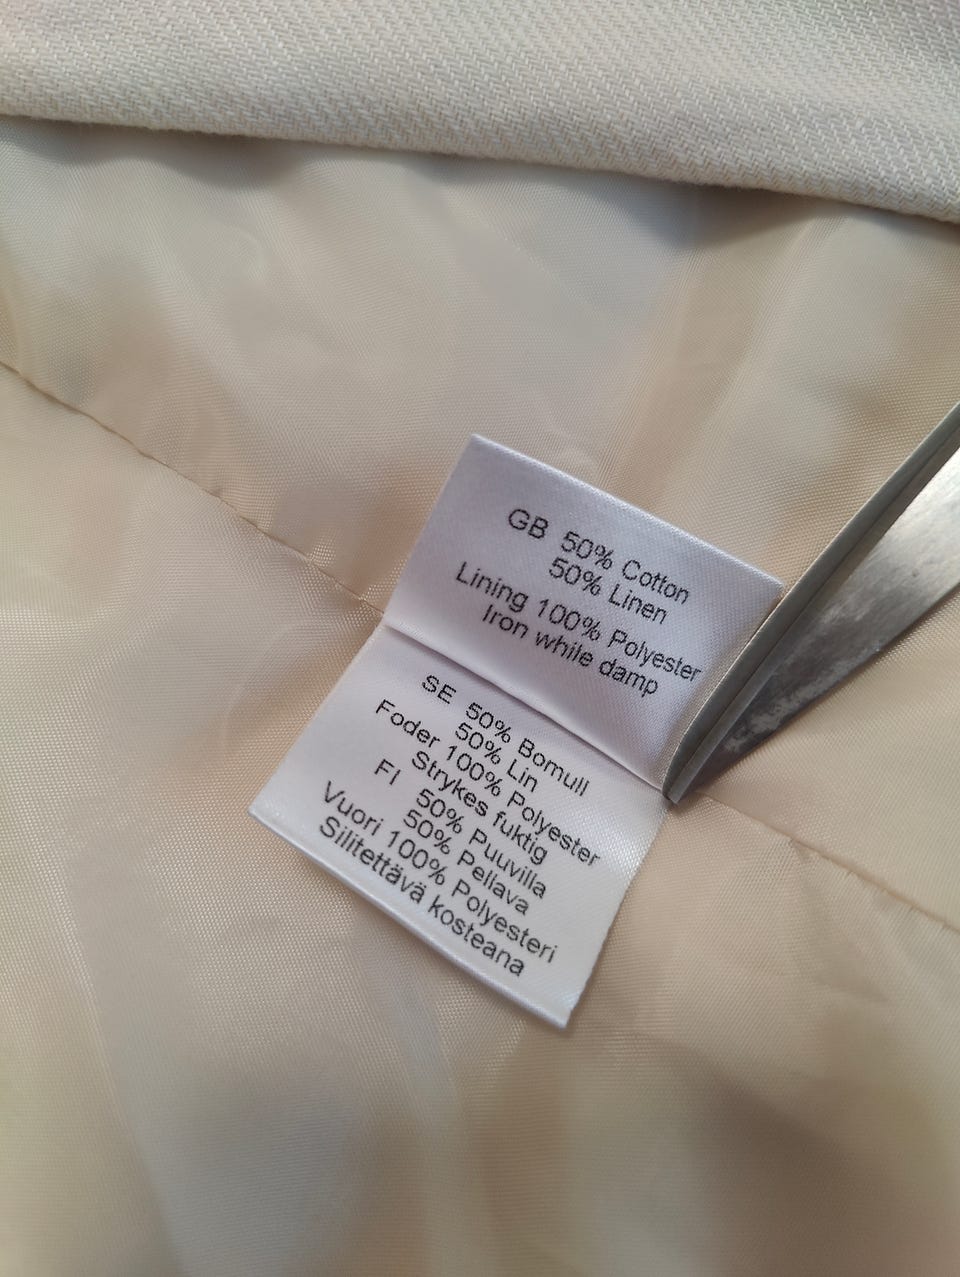 GB 50% Cotton
50% Linen
Lining 100% Polyester
Iron while damp
SE 50% Bomull
50% Lin
Foder 100% Polyester
Strykes fuktig
FI 50% Puuvilla
50% Pellava
Vuori 100% Polyesteri
Silitettävä kosteana